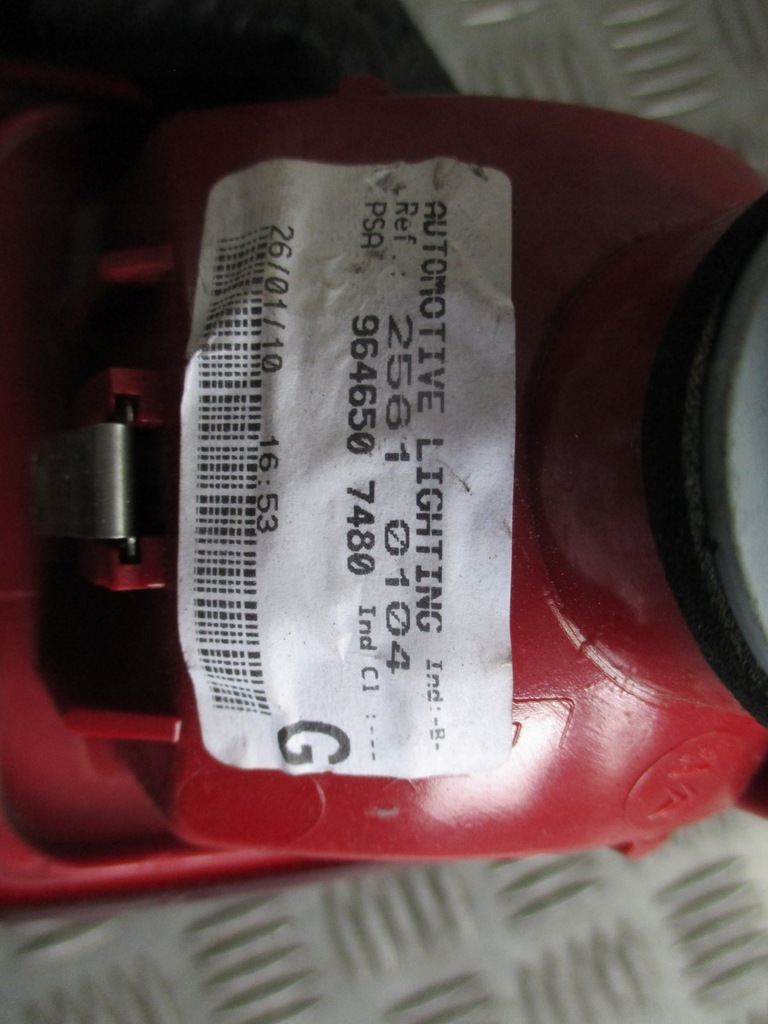 AUTOMOTIVE LIGHTING Ind:-B-
Ref.: 2561 0104
PSA 964650 7480 Ind Cl :---
26/01/10 16:53
G